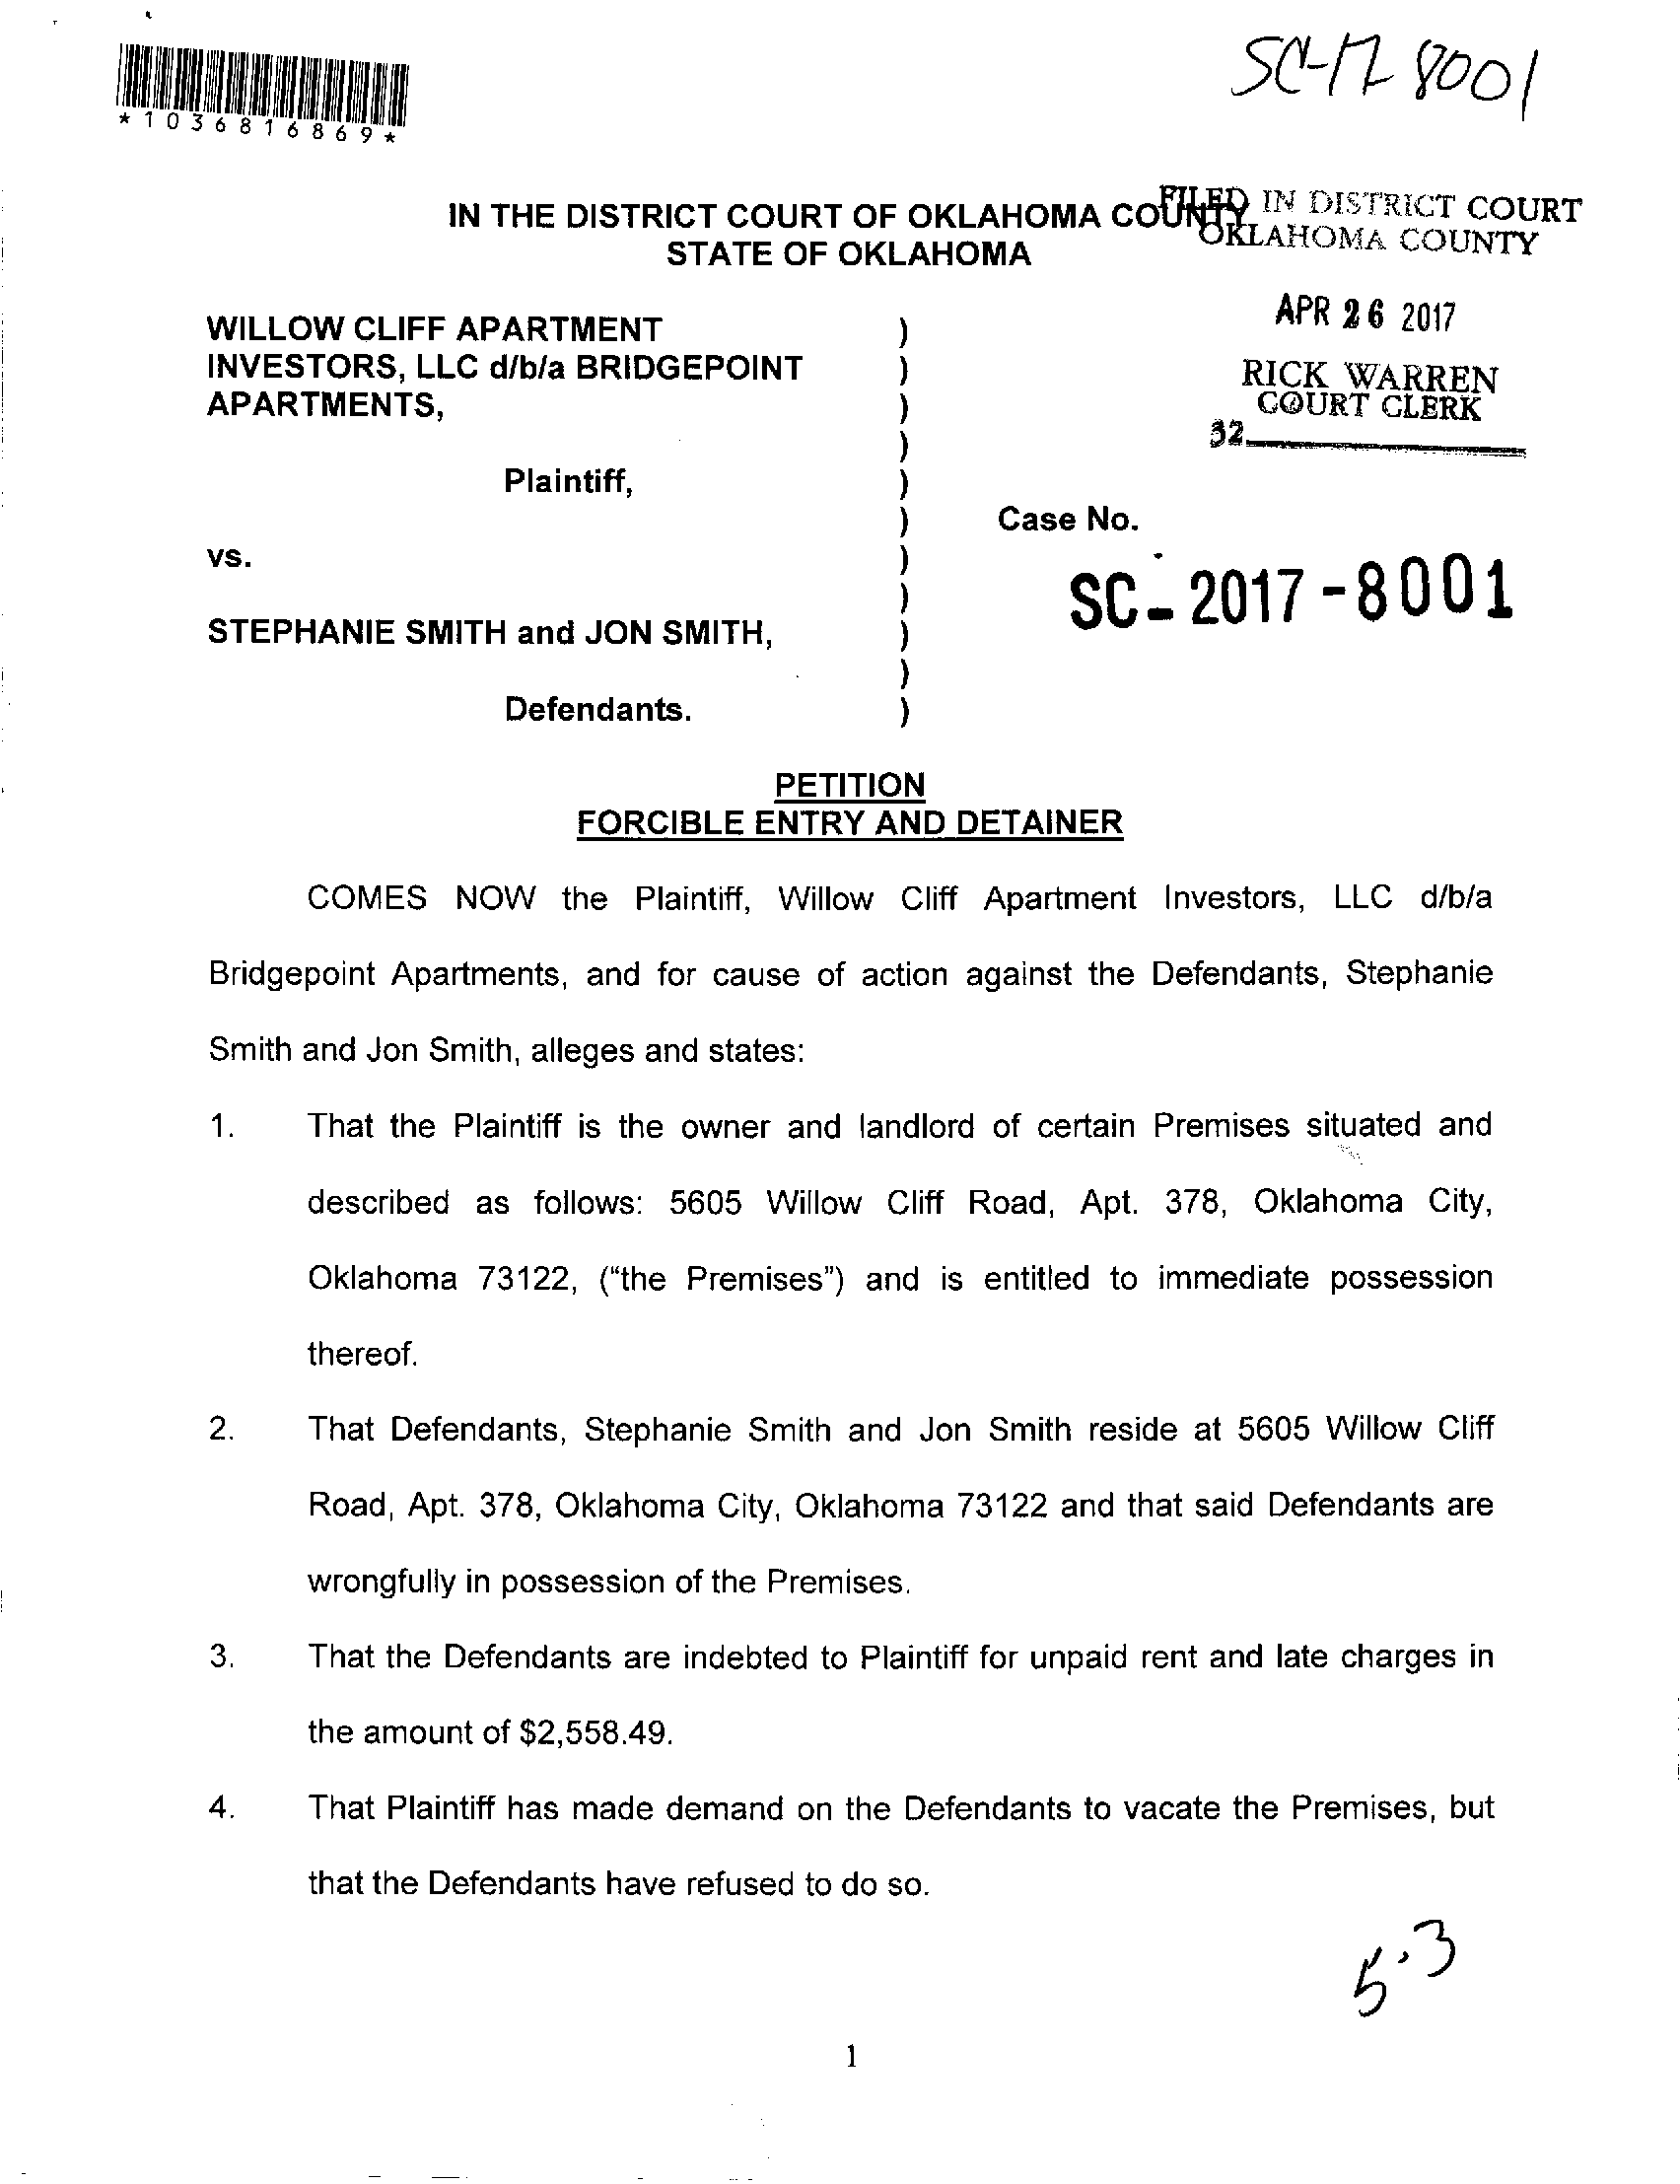 SC-17 8001
*1036816869*
IN THE DISTRICT COURT OF OKLAHOMA COUNTY
STATE OF OKLAHOMA
FILED IN DISTRICT COURT
OKLAHOMA COUNTY
APR 26 2017
RICK WARREN
COURT CLERK
32
WILLOW CLIFF APARTMENT )
INVESTORS, LLC d/b/a BRIDGEPOINT )
APARTMENTS, )
)
Plaintiff, )
) Case No.
vs. )
) SC-2017-8001
STEPHANIE SMITH and JON SMITH, )
)
Defendants. )
PETITION
FORCIBLE ENTRY AND DETAINER
COMES NOW the Plaintiff, Willow Cliff Apartment Investors, LLC d/b/a
Bridgepoint Apartments, and for cause of action against the Defendants, Stephanie
Smith and Jon Smith, alleges and states:
1. That the Plaintiff is the owner and landlord of certain Premises situated and
described as follows: 5605 Willow Cliff Road, Apt. 378, Oklahoma City,
Oklahoma 73122, (“the Premises”) and is entitled to immediate possession
thereof.
2. That Defendants, Stephanie Smith and Jon Smith reside at 5605 Willow Cliff
Road, Apt. 378, Oklahoma City, Oklahoma 73122 and that said Defendants are
wrongfully in possession of the Premises.
3. That the Defendants are indebted to Plaintiff for unpaid rent and late charges in
the amount of $2,558.49.
4. That Plaintiff has made demand on the Defendants to vacate the Premises, but
that the Defendants have refused to do so.
5.3
1